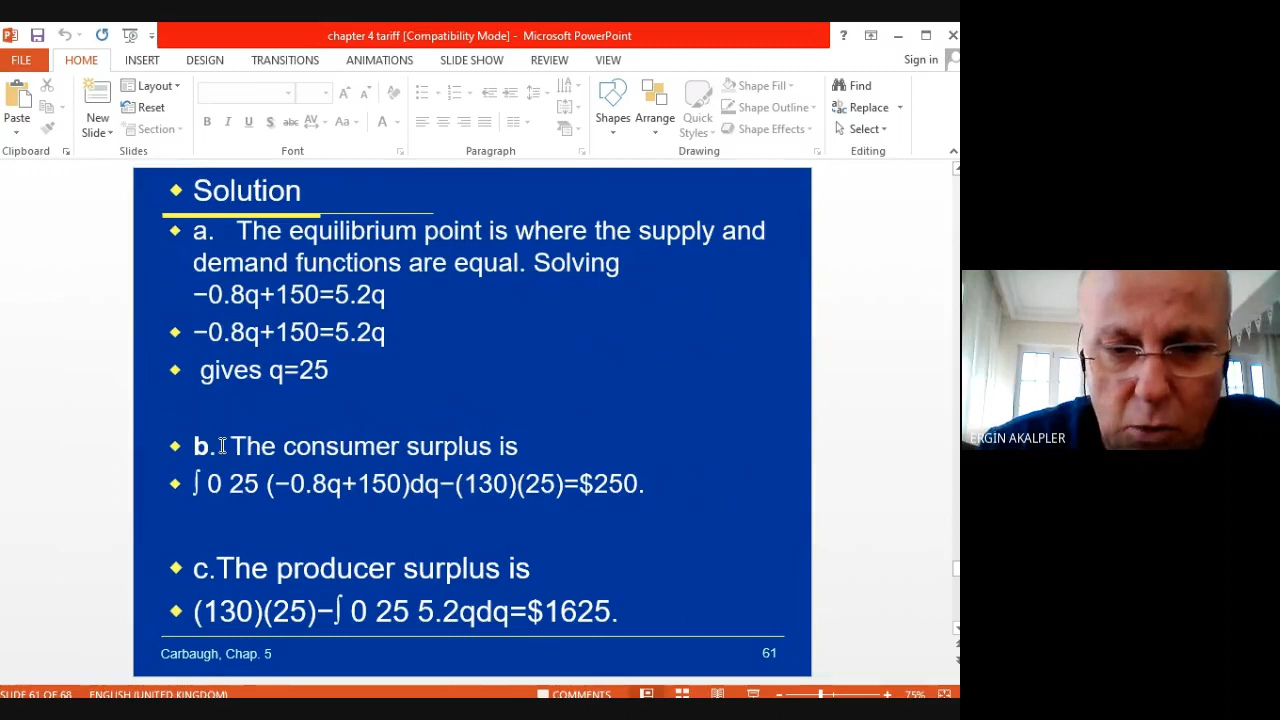 chapter 4 tariff [Compatibility Mode] - Microsoft PowerPoint
?
FILE HOME INSERT DESIGN TRANSITIONS ANIMATIONS SLIDE SHOW REVIEW VIEW Sign in
Paste
New
Slide
Layout
Reset
Section
B I U S abc AV Aa A
Shapes
Arrange
Quick
Styles
Shape Fill
Shape Outline
Shape Effects
Find
Replace
Select
Clipboard Slides Font Paragraph Drawing Editing
Solution
a. The equilibrium point is where the supply and
demand functions are equal. Solving
−0.8q+150=5.2q
−0.8q+150=5.2q
gives q=25
b. The consumer surplus is
∫ 0 25 (−0.8q+150)dq−(130)(25)=$250.
c.The producer surplus is
(130)(25)−∫ 0 25 5.2qdq=$1625.
Carbaugh, Chap. 5
61
SLIDE 61 OF 68 ENGLISH (UNITED KINGDOM) COMMENTS 75%
ERGİN AKALPLER